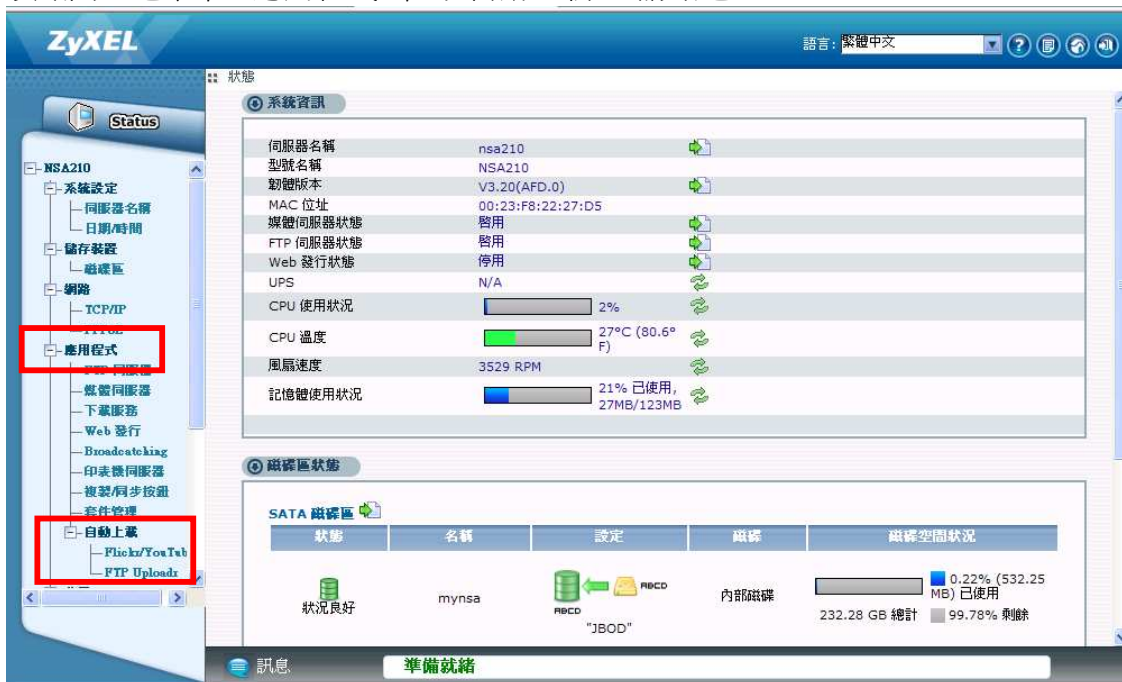 ZyXEL
語言: 繁體中文
狀態
Status
NSA210
系統設定
伺服器名稱
日期/時間
儲存裝置
磁碟區
網路
TCP/IP
應用程式
媒體伺服器
下載服務
Web 發行
Broadcatching
印表機伺服器
複製/同步按鈕
套件管理
自動上載
Flickr/YouTub
FTP Uploadr
系統資訊
伺服器名稱 nsa210
型號名稱 NSA210
韌體版本 V3.20(AFD.0)
MAC 位址 00:23:F8:22:27:D5
媒體伺服器狀態 啓用
FTP 伺服器狀態 啓用
Web 發行狀態 停用
UPS N/A
CPU 使用狀況 2%
CPU 溫度 27°C (80.6°
F)
風扇速度 3529 RPM
記憶體使用狀況 21% 已使用,
27MB/123MB
磁碟區狀態
SATA 磁碟區
狀態 名稱 設定 磁碟 磁碟空間狀況
狀況良好 mynsa ABCD ABCD "JBOD" 內部磁碟
0.22% (532.25
MB) 已使用
232.28 GB 總計 99.78% 剩餘
訊息 準備就緒